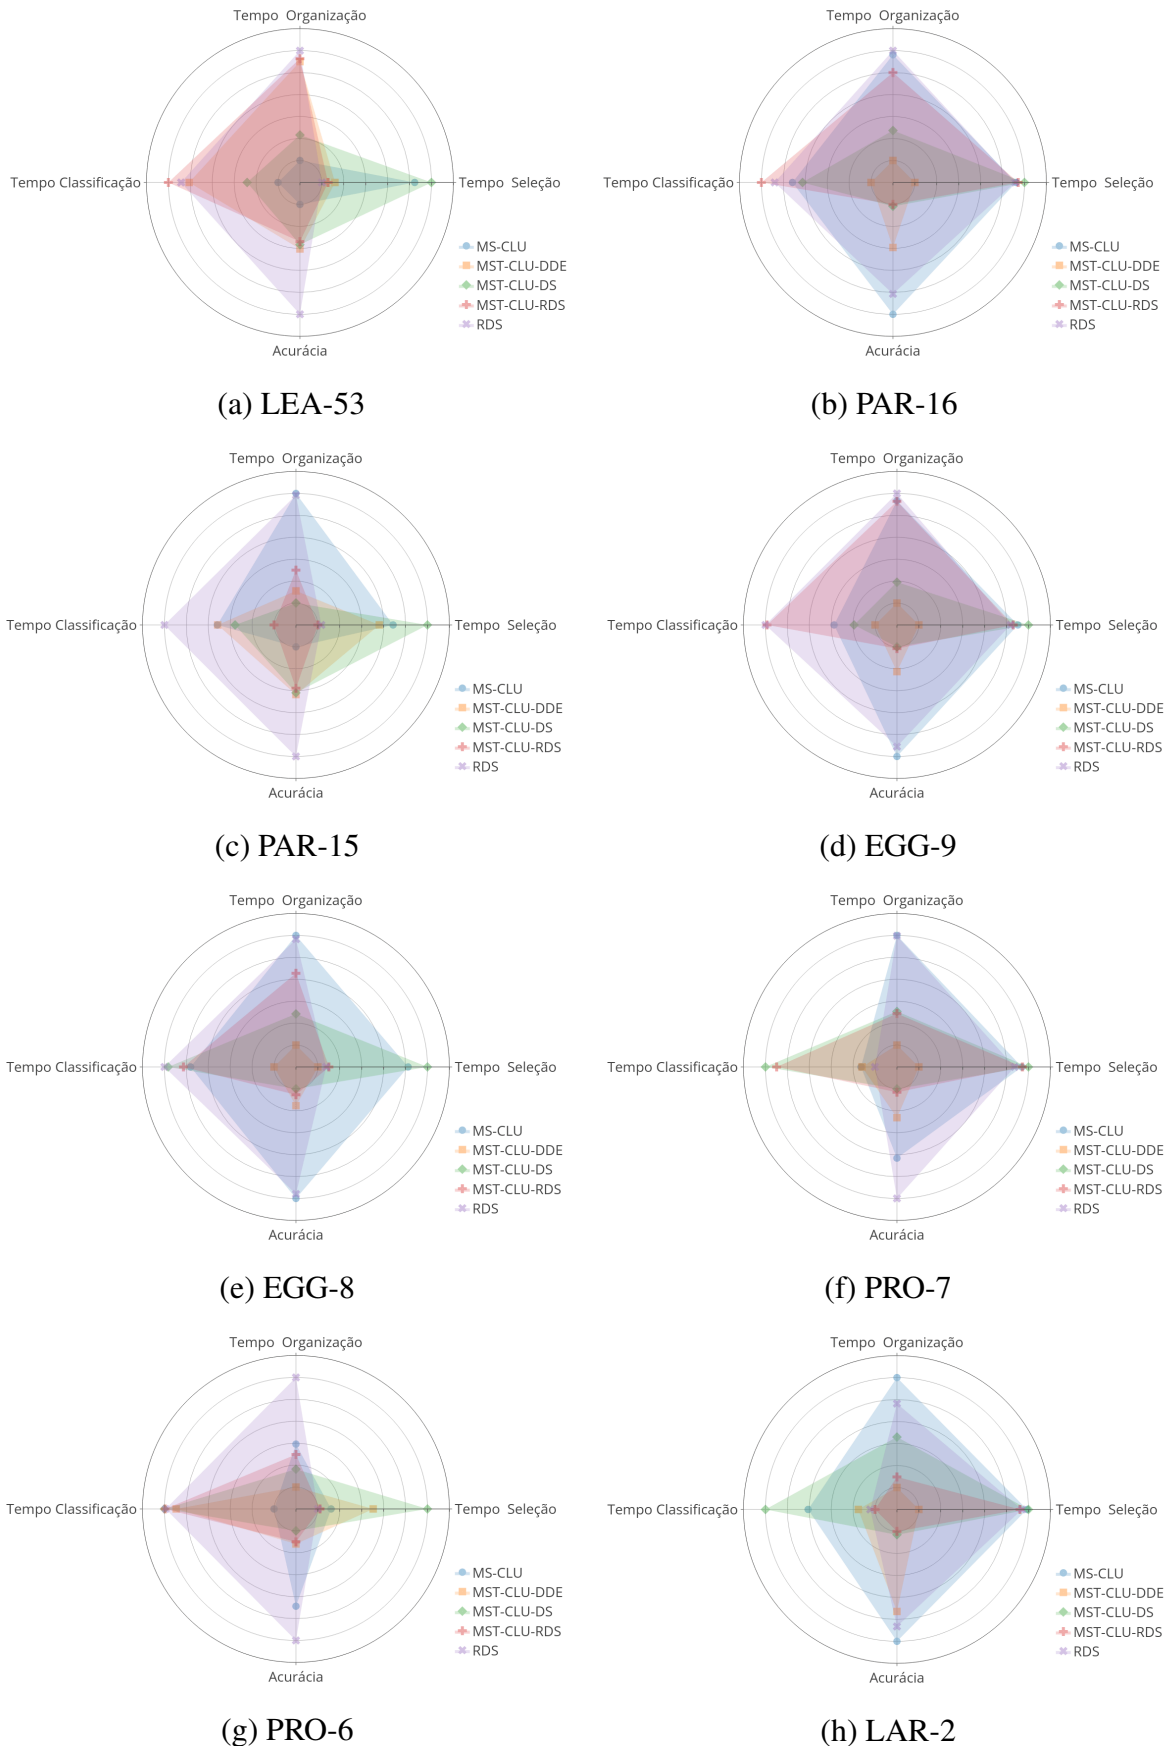 Tempo Organização
Tempo Classificação
Tempo Seleção
Acurácia
MS-CLU
MST-CLU-DDE
MST-CLU-DS
MST-CLU-RDS
RDS
(a) LEA-53
Tempo Organização
Tempo Classificação
Tempo Seleção
Acurácia
MS-CLU
MST-CLU-DDE
MST-CLU-DS
MST-CLU-RDS
RDS
(b) PAR-16
Tempo Organização
Tempo Classificação
Tempo Seleção
Acurácia
MS-CLU
MST-CLU-DDE
MST-CLU-DS
MST-CLU-RDS
RDS
(c) PAR-15
Tempo Organização
Tempo Classificação
Tempo Seleção
Acurácia
MS-CLU
MST-CLU-DDE
MST-CLU-DS
MST-CLU-RDS
RDS
(d) EGG-9
Tempo Organização
Tempo Classificação
Tempo Seleção
Acurácia
MS-CLU
MST-CLU-DDE
MST-CLU-DS
MST-CLU-RDS
RDS
(e) EGG-8
Tempo Organização
Tempo Classificação
Tempo Seleção
Acurácia
MS-CLU
MST-CLU-DDE
MST-CLU-DS
MST-CLU-RDS
RDS
(f) PRO-7
Tempo Organização
Tempo Classificação
Tempo Seleção
Acurácia
MS-CLU
MST-CLU-DDE
MST-CLU-DS
MST-CLU-RDS
RDS
(g) PRO-6
Tempo Organização
Tempo Classificação
Tempo Seleção
Acurácia
MS-CLU
MST-CLU-DDE
MST-CLU-DS
MST-CLU-RDS
RDS
(h) LAR-2